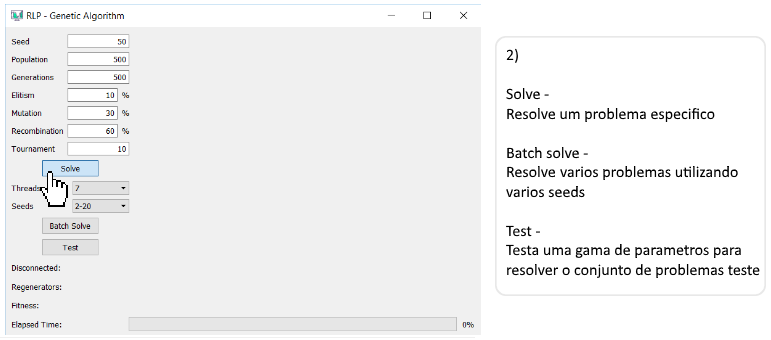 RLP - Genetic Algorithm
Seed 50
Population 500
Generations 500
Elitism 10 %
Mutation 30 %
Recombination 60 %
Tournament 10
Solve
Threads 7
Seeds 2-20
Batch Solve
Test
Disconnected:
Regenerators:
Fitness:
Elapsed Time: 0%
2)
Solve -
Resolve um problema especifico
Batch solve -
Resolve varios problemas utilizando
varios seeds
Test -
Testa uma gama de parametros para
resolver o conjunto de problemas teste